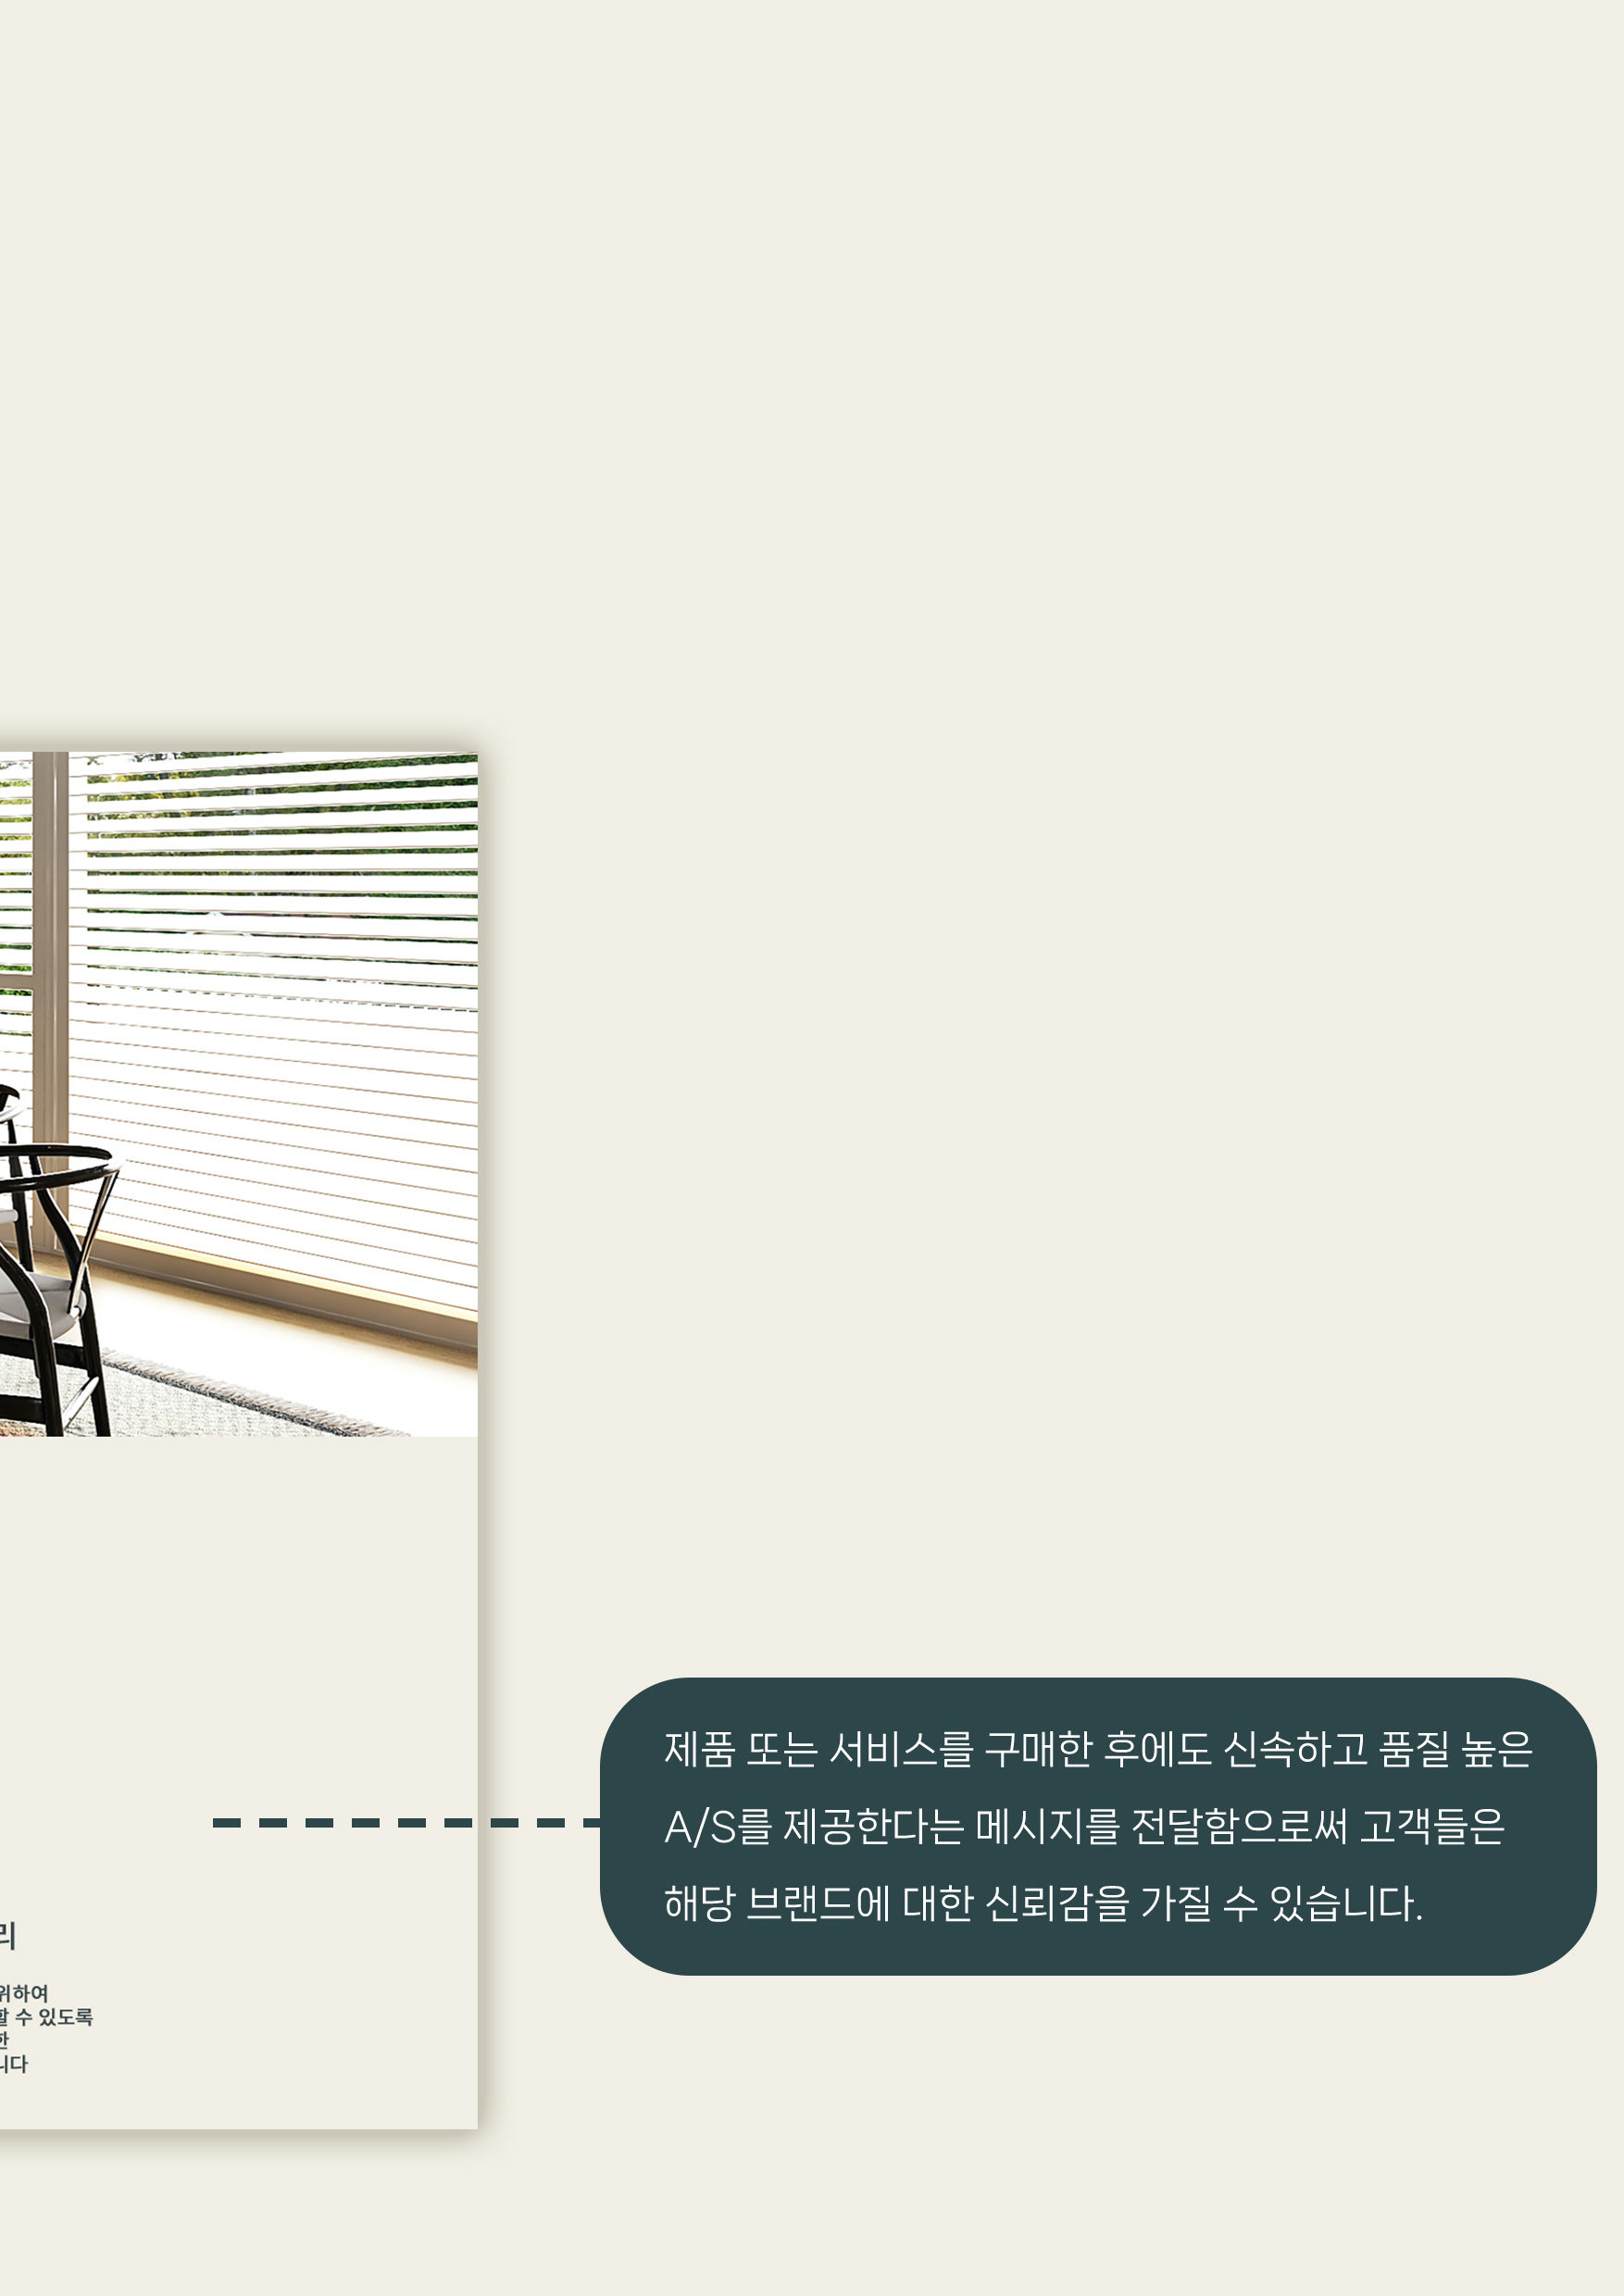 제품 또는 서비스를 구매한 후에도 신속하고 품질 높은
A/S를 제공한다는 메시지를 전달함으로써 고객들은
해당 브랜드에 대한 신뢰감을 가질 수 있습니다.
리
위하여
할 수 있도록
한
니다